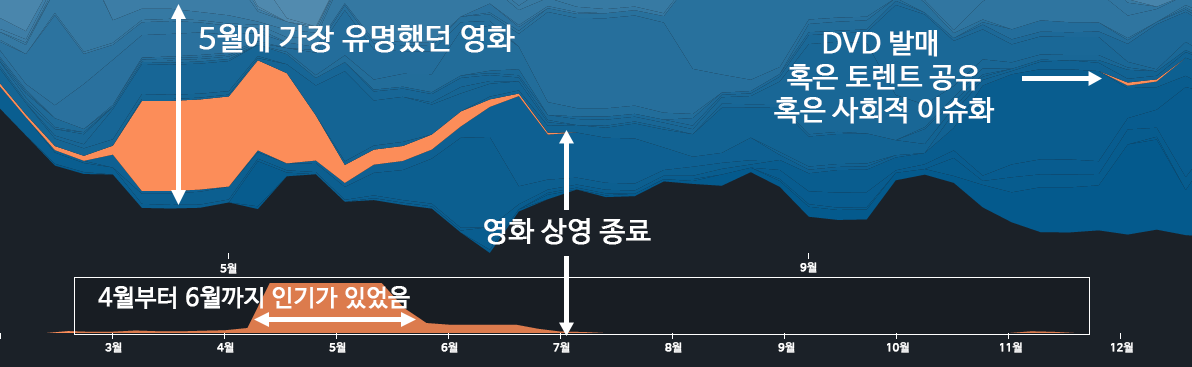 5월에 가장 유명했던 영화
DVD 발매
혹은 토렌트 공유
혹은 사회적 이슈화
영화 상영 종료
5월
9월
4월부터 6월까지 인기가 있었음
3월
4월
5월
6월
7월
8월
9월
10월
11월
12월